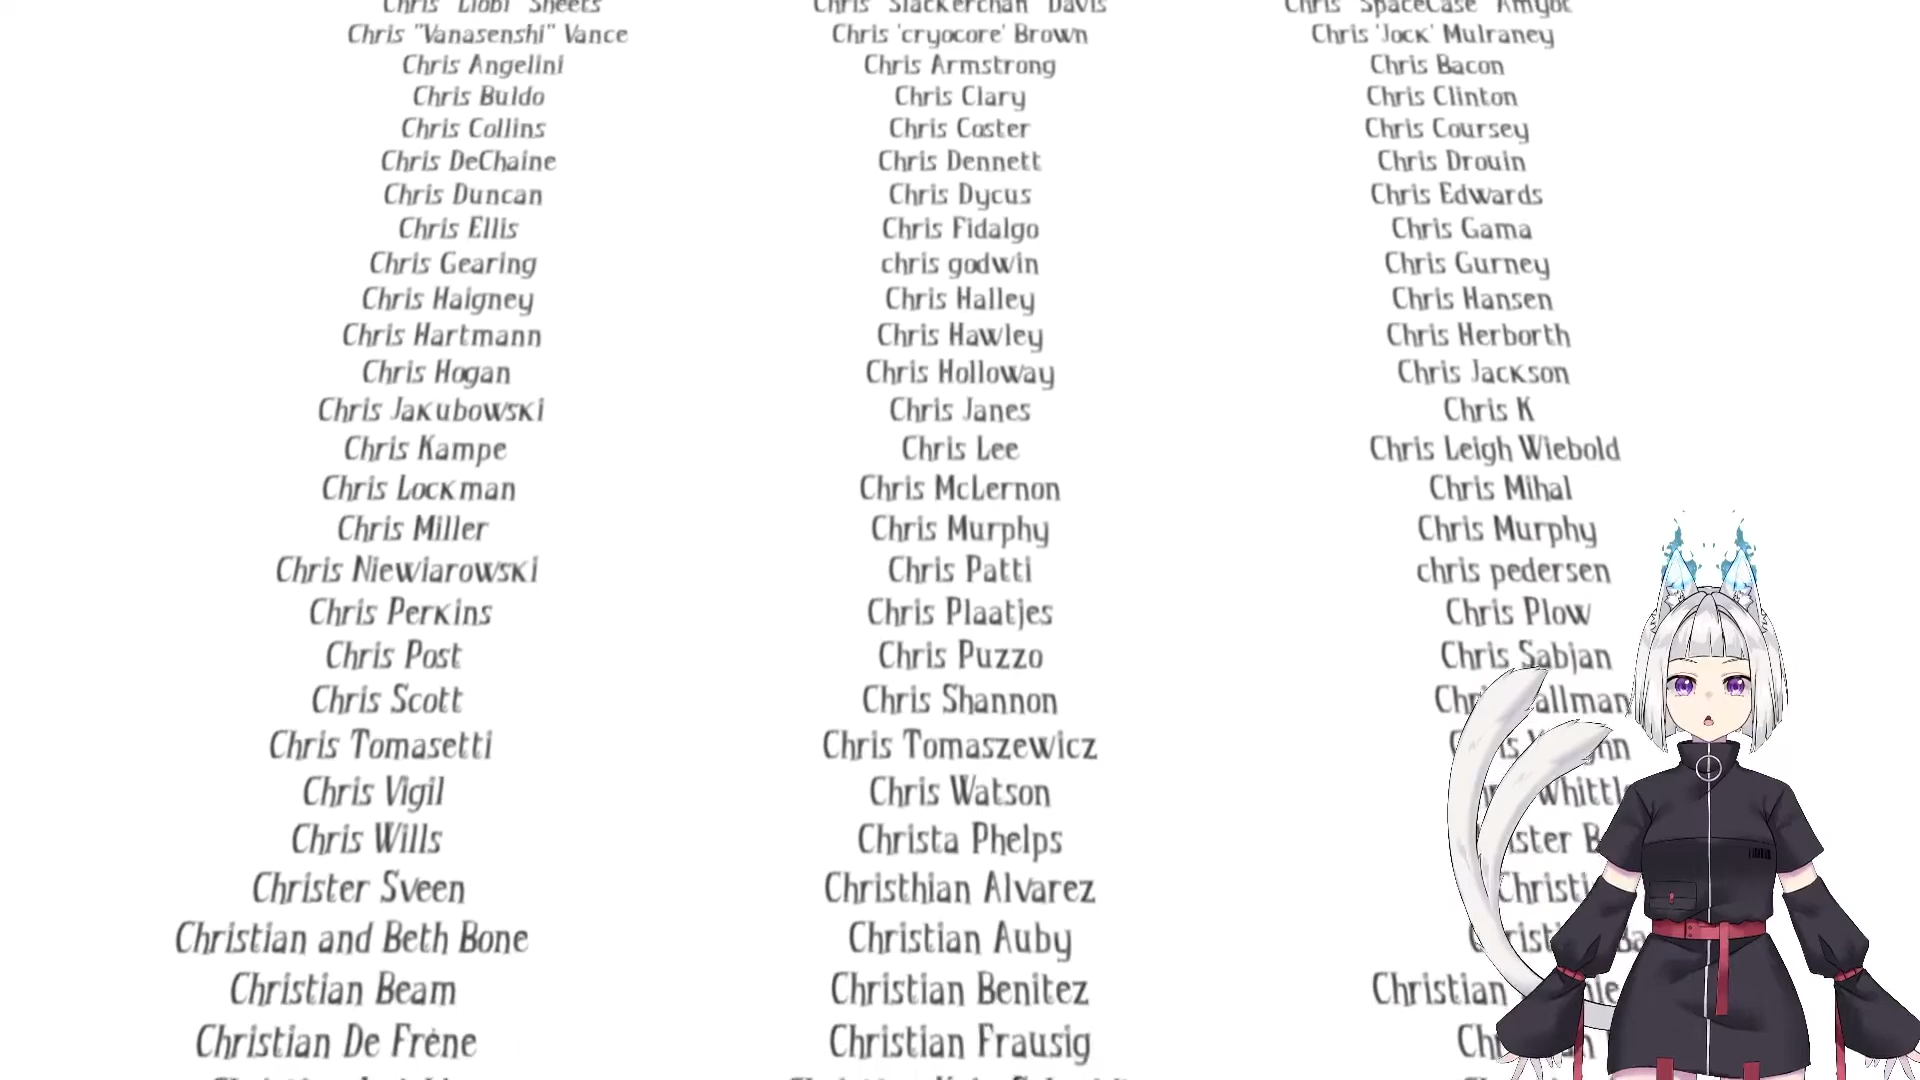 Chris "Vanasenshi" Vance Chris 'cryocore' Brown Chris 'Jock' Mulraney
Chris Angelini Chris Armstrong Chris Bacon
Chris Buldo Chris Clary Chris Clinton
Chris Collins Chris Coster Chris Coursey
Chris DeChaine Chris Dennett Chris Drouin
Chris Duncan Chris Dycus Chris Edwards
Chris Ellis Chris Fidalgo Chris Gama
Chris Gearing chris godwin Chris Gurney
Chris Haigney Chris Halley Chris Hansen
Chris Hartmann Chris Hawley Chris Herborth
Chris Hogan Chris Holloway Chris Jackson
Chris Jakubowski Chris Janes Chris K
Chris Kampe Chris Lee Chris Leigh Wiebold
Chris Lockman Chris McLernon Chris Mihal
Chris Miller Chris Murphy Chris Murphy
Chris Niewiarowski Chris Patti chris pedersen
Chris Perkins Chris Plaatjes Chris Plow
Chris Post Chris Puzzo Chris Sabjan
Chris Scott Chris Shannon
Chris Tomasetti Chris Tomaszewicz
Chris Vigil Chris Watson
Chris Wills Christa Phelps
Christer Sveen Christhian Alvarez
Christian and Beth Bone Christian Auby
Christian Beam Christian Benitez Christian
Christian De Frène Christian Frausig